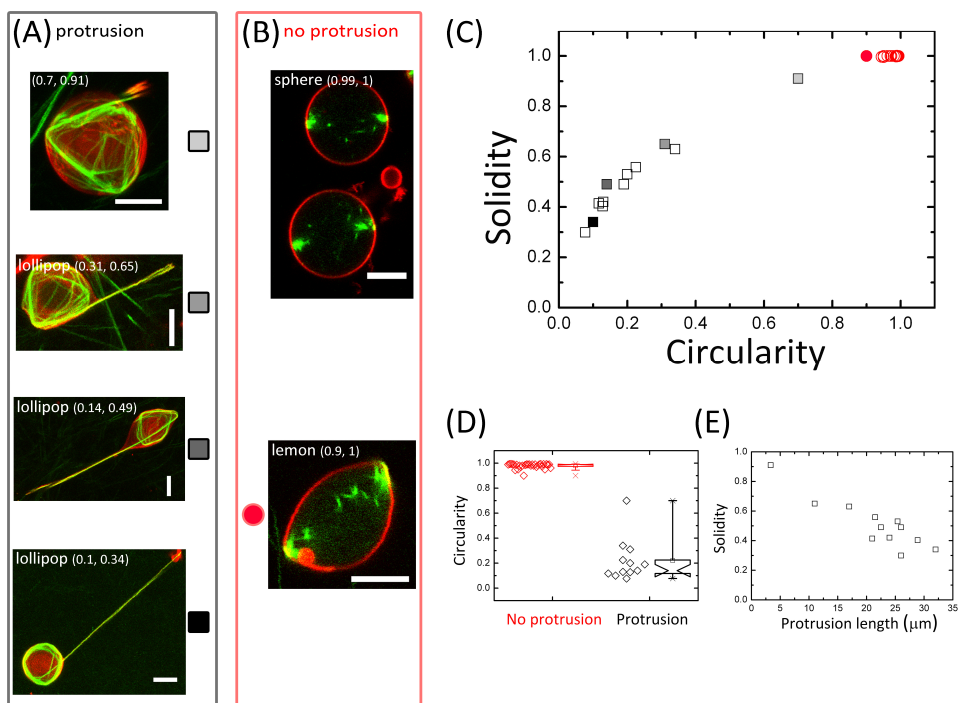 (A) protrusion
(0.7, 0.91)
lollipop (0.31, 0.65)
lollipop (0.14, 0.49)
lollipop (0.1, 0.34)
(B) no protrusion
sphere (0.99, 1)
lemon (0.9, 1)
(C)
Solidity
1.0
0.8
0.6
0.4
0.2
0.0
0.0 0.2 0.4 0.6 0.8 1.0
Circularity
(D)
Circularity
1.0
0.8
0.6
0.4
0.2
0.0
No protrusion Protrusion
(E)
Solidity
1.0
0.8
0.6
0.4
0.2
0.0
0 5 10 15 20 25 30 35
Protrusion length (μm)